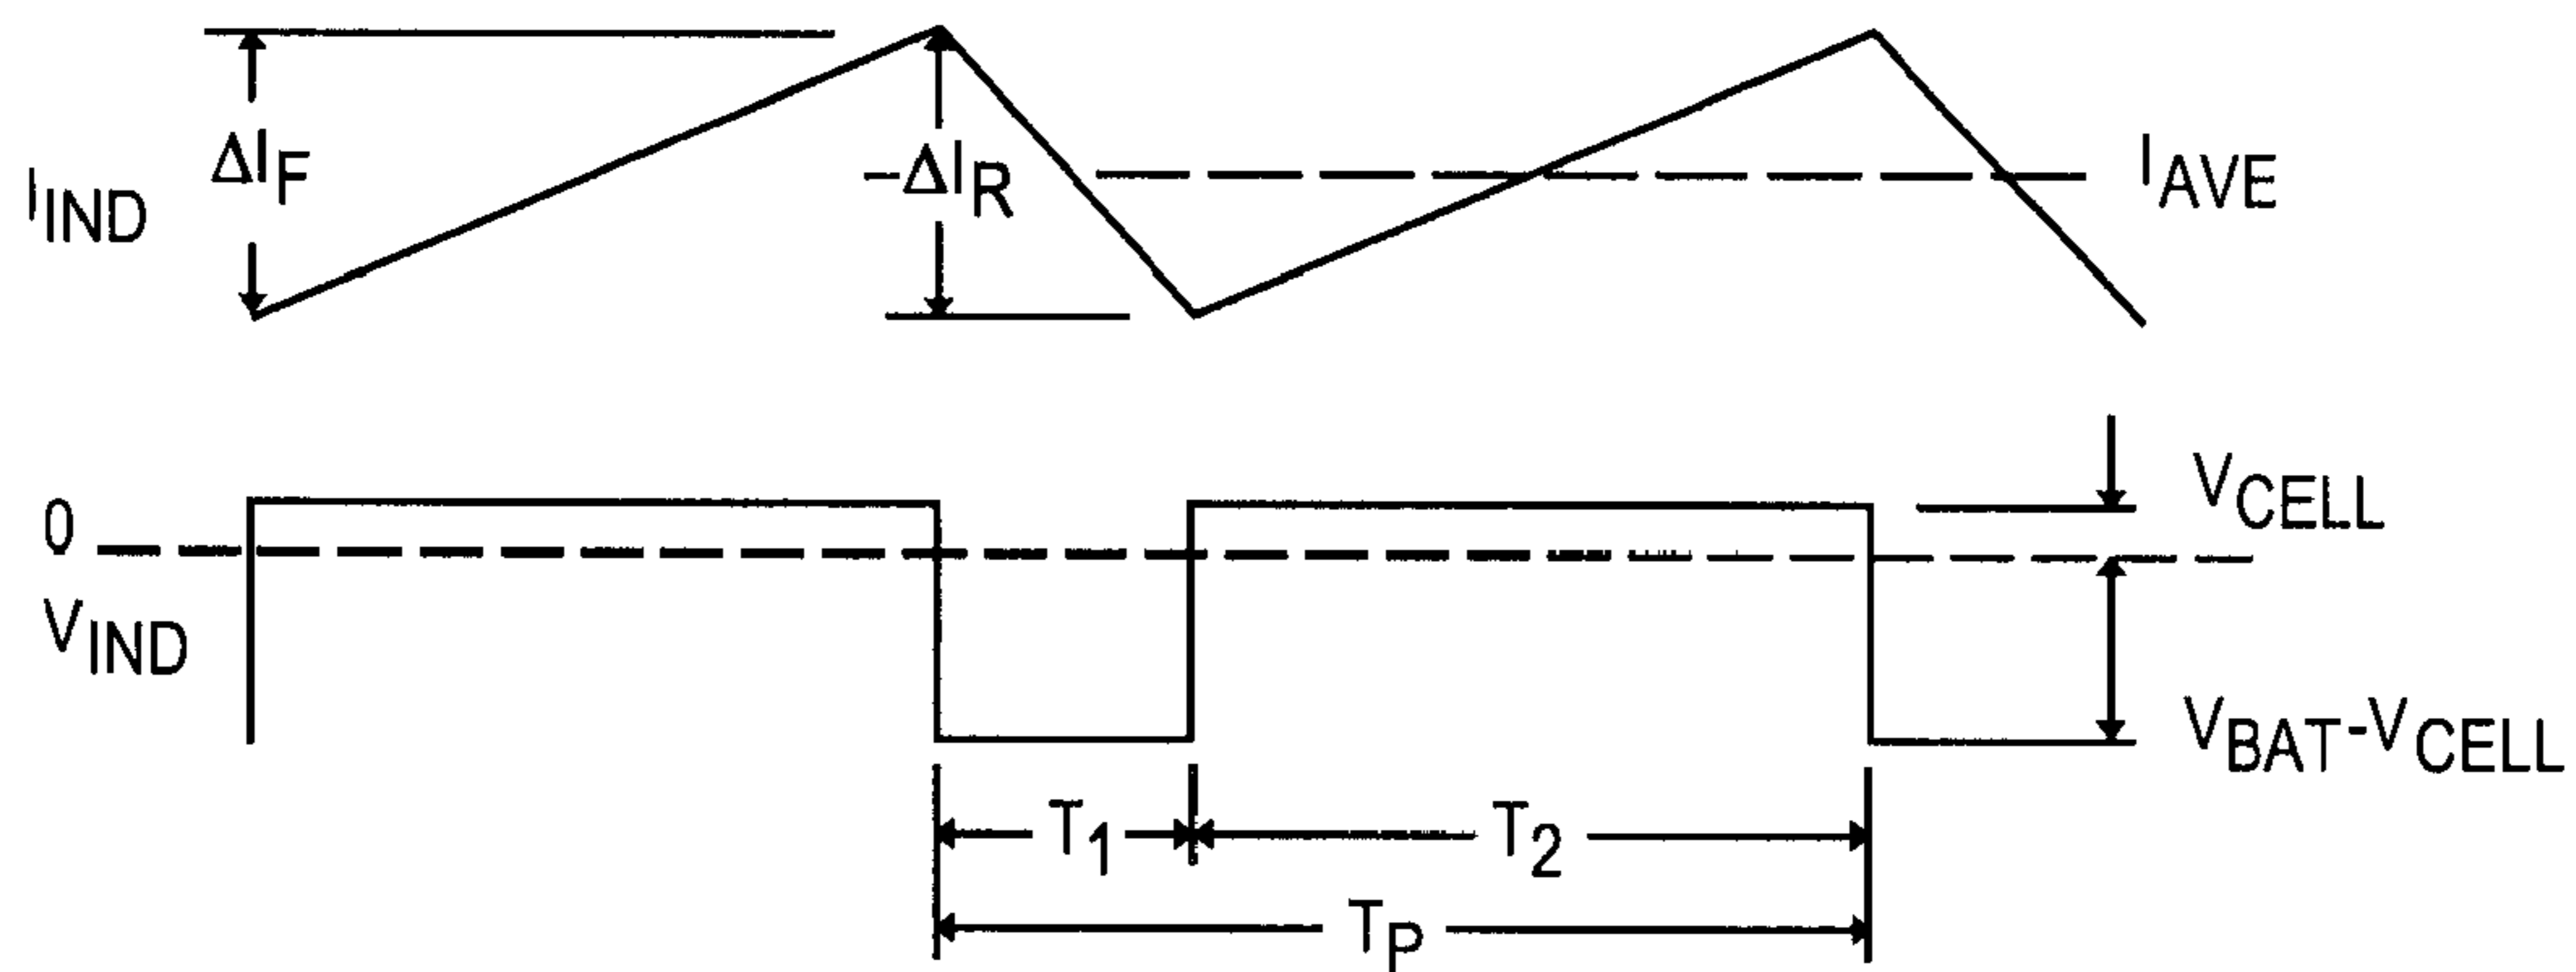 I_IND
ΔI_F
-ΔI_R
I_AVE
0
V_IND
V_CELL
V_BAT-V_CELL
T_1
T_2
T_P